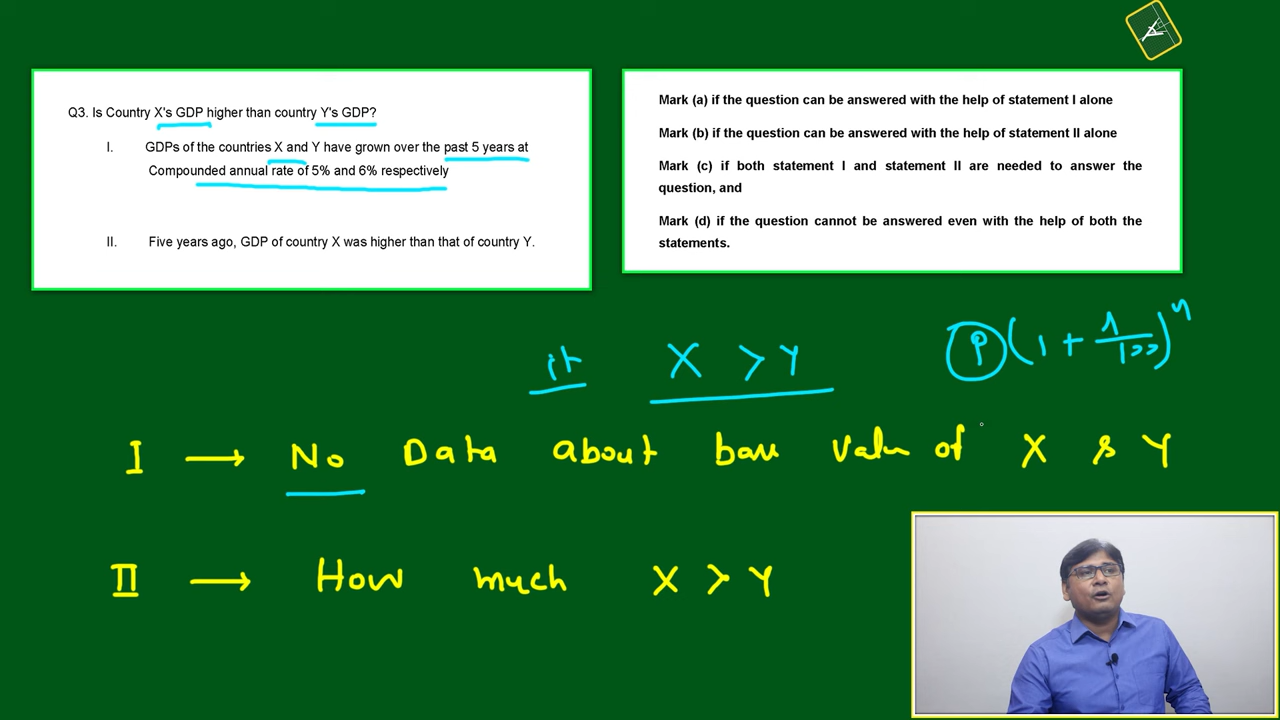 Q3. Is Country X's GDP higher than country Y's GDP?
I. GDPs of the countries X and Y have grown over the past 5 years at
Compounded annual rate of 5% and 6% respectively
II. Five years ago, GDP of country X was higher than that of country Y.
Mark (a) if the question can be answered with the help of statement I alone
Mark (b) if the question can be answered with the help of statement II alone
Mark (c) if both statement I and statement II are needed to answer the
question, and
Mark (d) if the question cannot be answered even with the help of both the
statements.
X > Y
P(1 + r/100)^n
I → No Data about base value of X & Y
II → How much X > Y